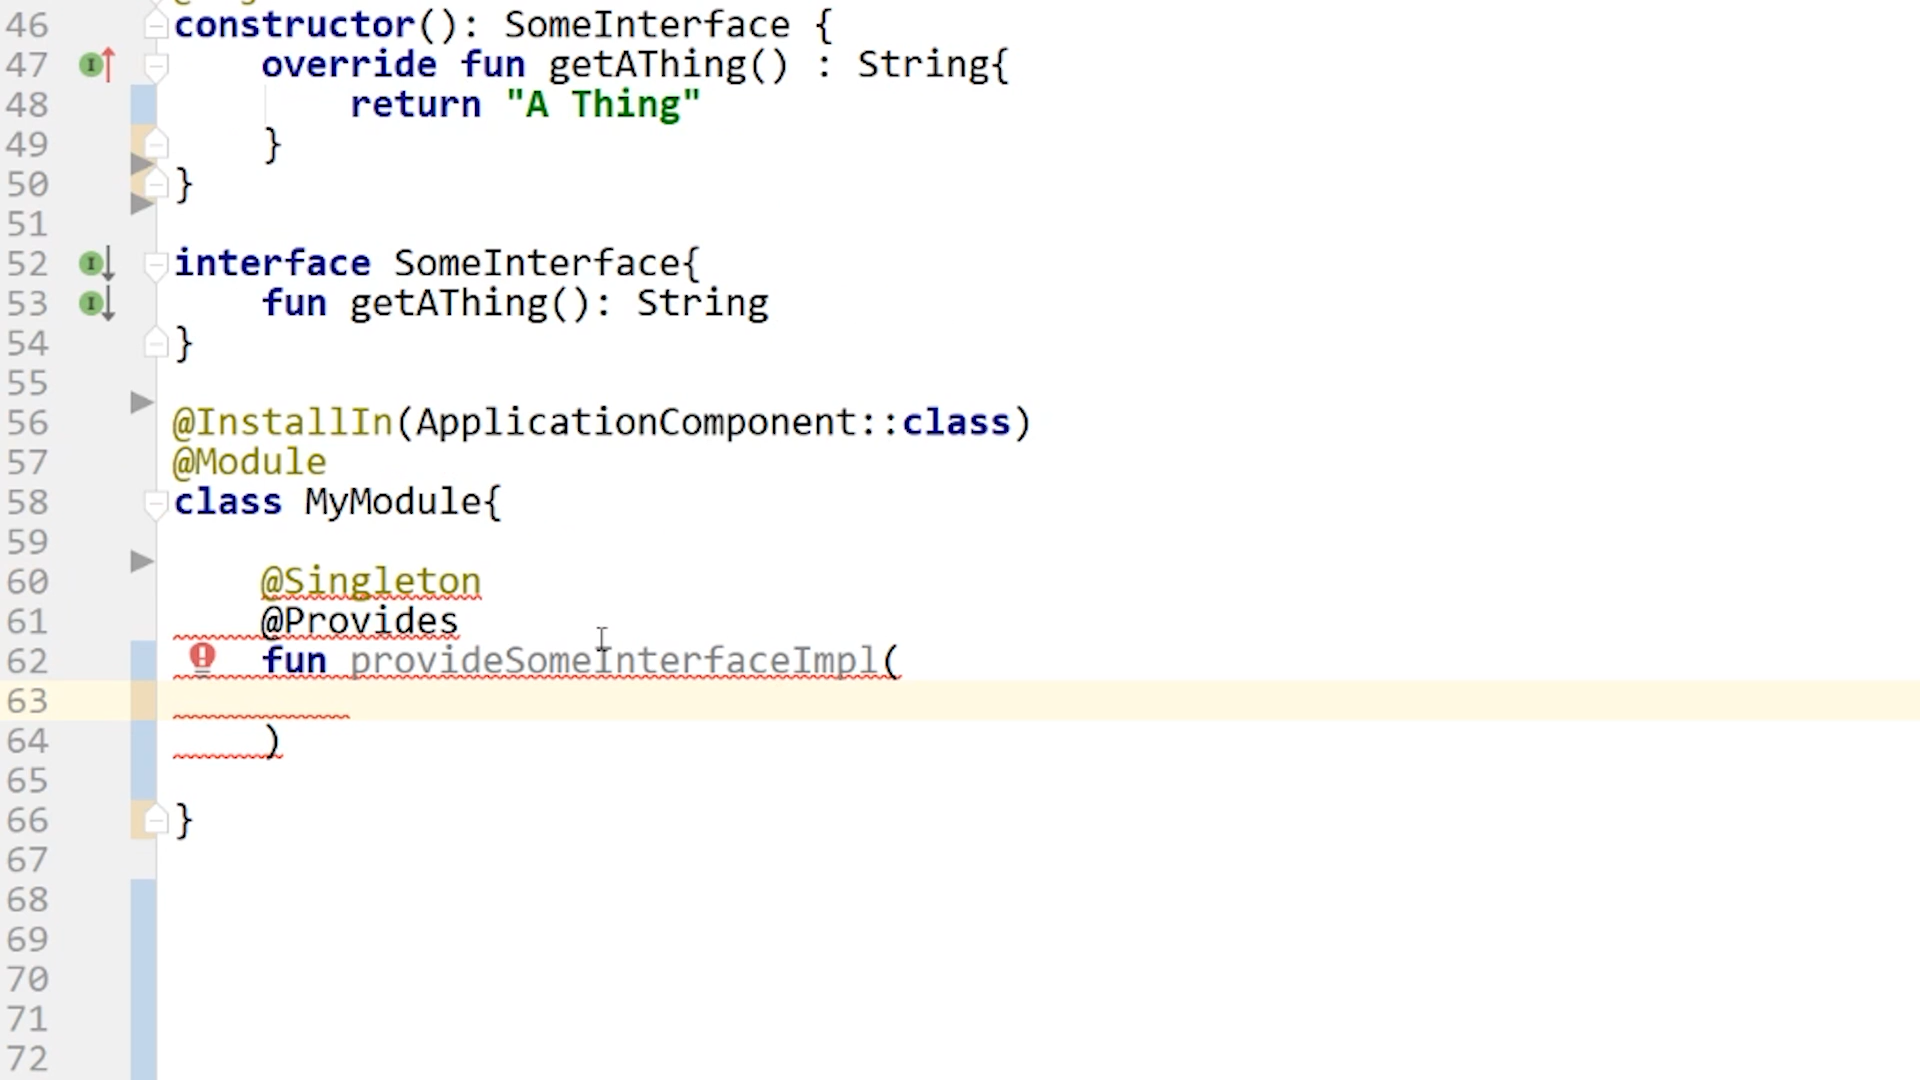 46 constructor(): SomeInterface {
47 override fun getAThing() : String{
48 return "A Thing"
49 }
50 }
51
52 interface SomeInterface{
53 fun getAThing(): String
54 }
55
56 @InstallIn(ApplicationComponent::class)
57 @Module
58 class MyModule{
59
60 @Singleton
61 @Provides
62 fun provideSomeInterfaceImpl(
63
64 )
65
66 }
67
68
69
70
71
72